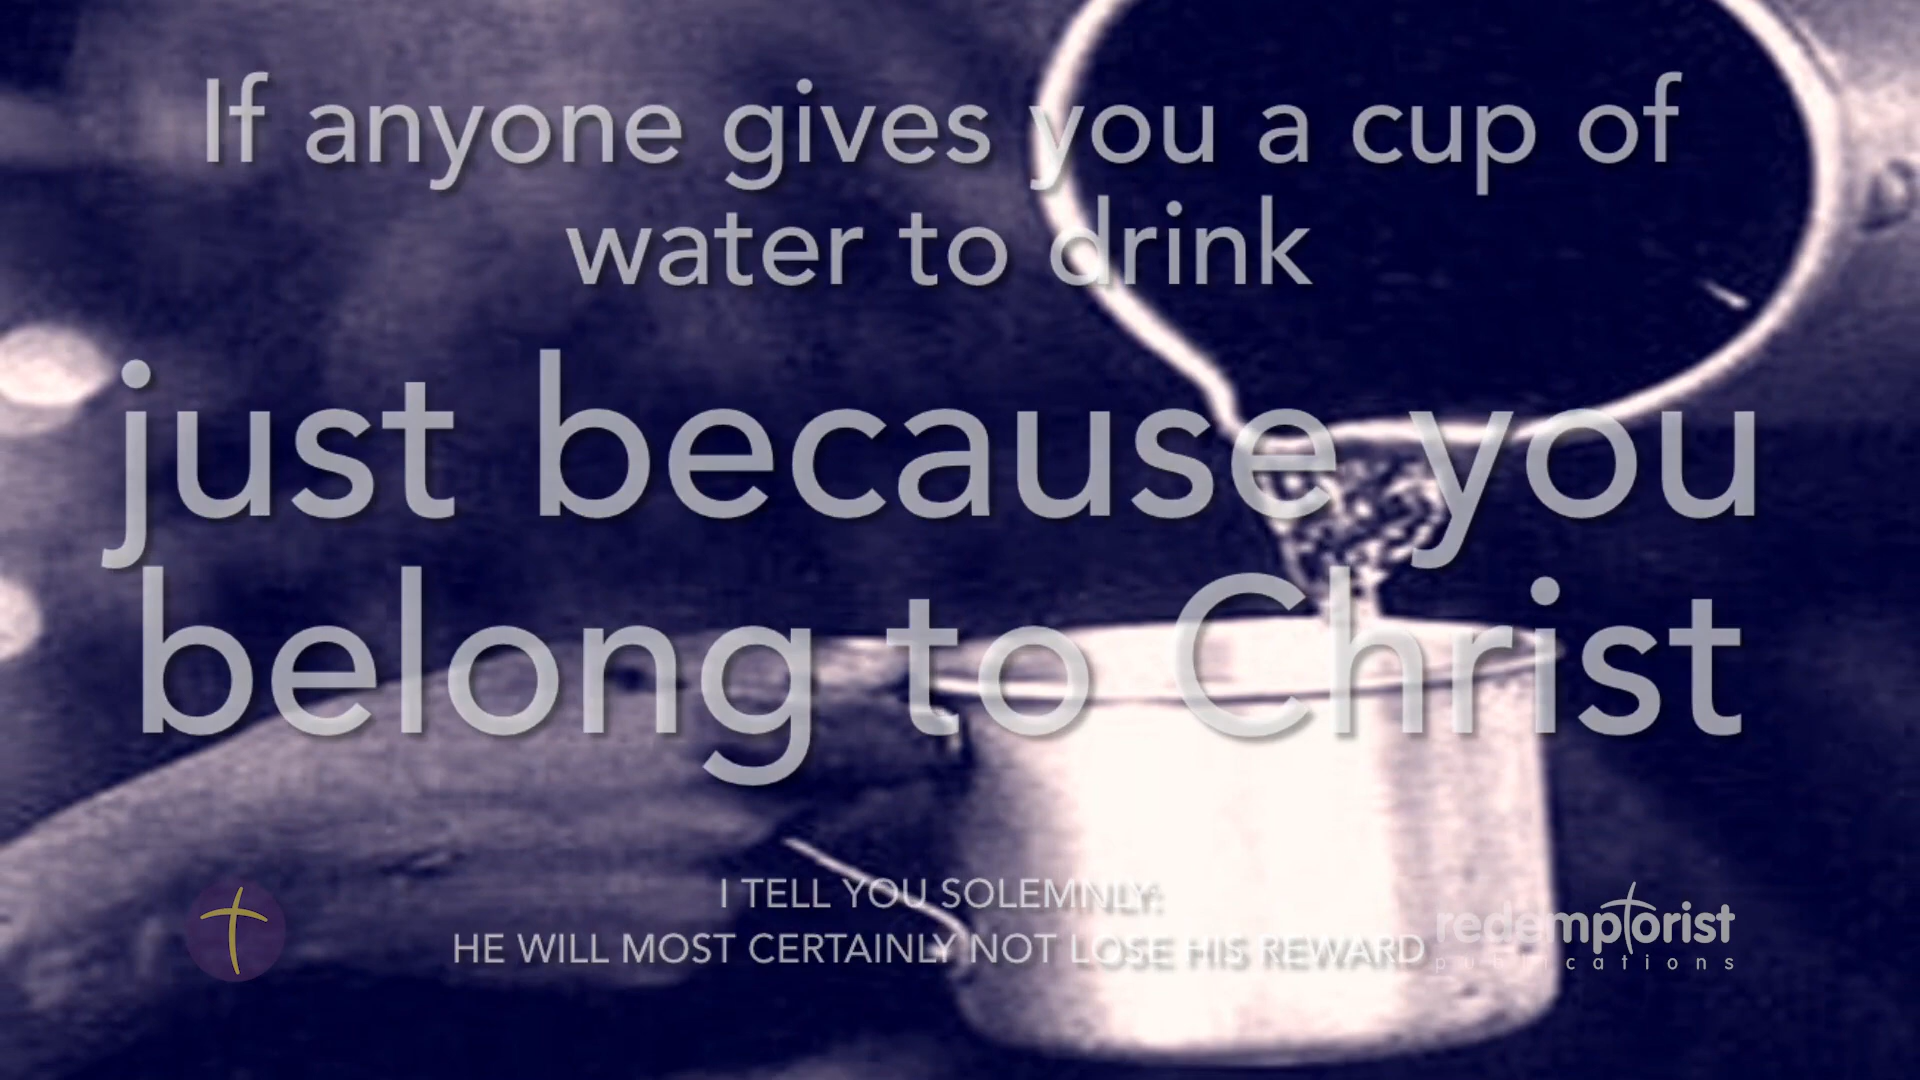 If anyone gives you a cup of
water to drink
just because you
belong to Christ
I TELL YOU SOLEMNLY:
HE WILL MOST CERTAINLY NOT LOSE HIS REWARD
redemptorist
publications